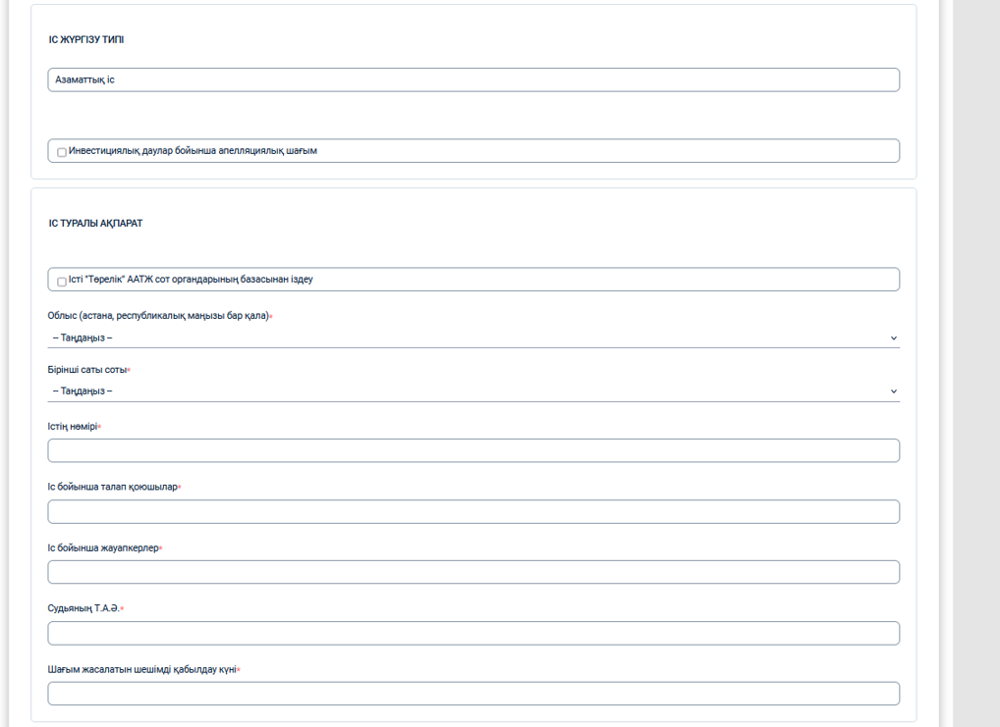 ІС ЖҮРГІЗУ ТИПІ
Азаматтық іс
Инвестициялық даулар бойынша апелляциялық шағым
ІС ТУРАЛЫ АҚПАРАТ
Істі "Төрелік" ААТЖ сот органдарының базасынан іздеу
Облыс (астана, республикалық маңызы бар қала)*
-- Таңдаңыз --
Бірінші саты соты*
-- Таңдаңыз --
Істің нөмірі*
Іс бойынша талап қоюшылар*
Іс бойынша жауапкерлер*
Судьяның Т.А.Ә.*
Шағым жасалатын шешімді қабылдау күні*